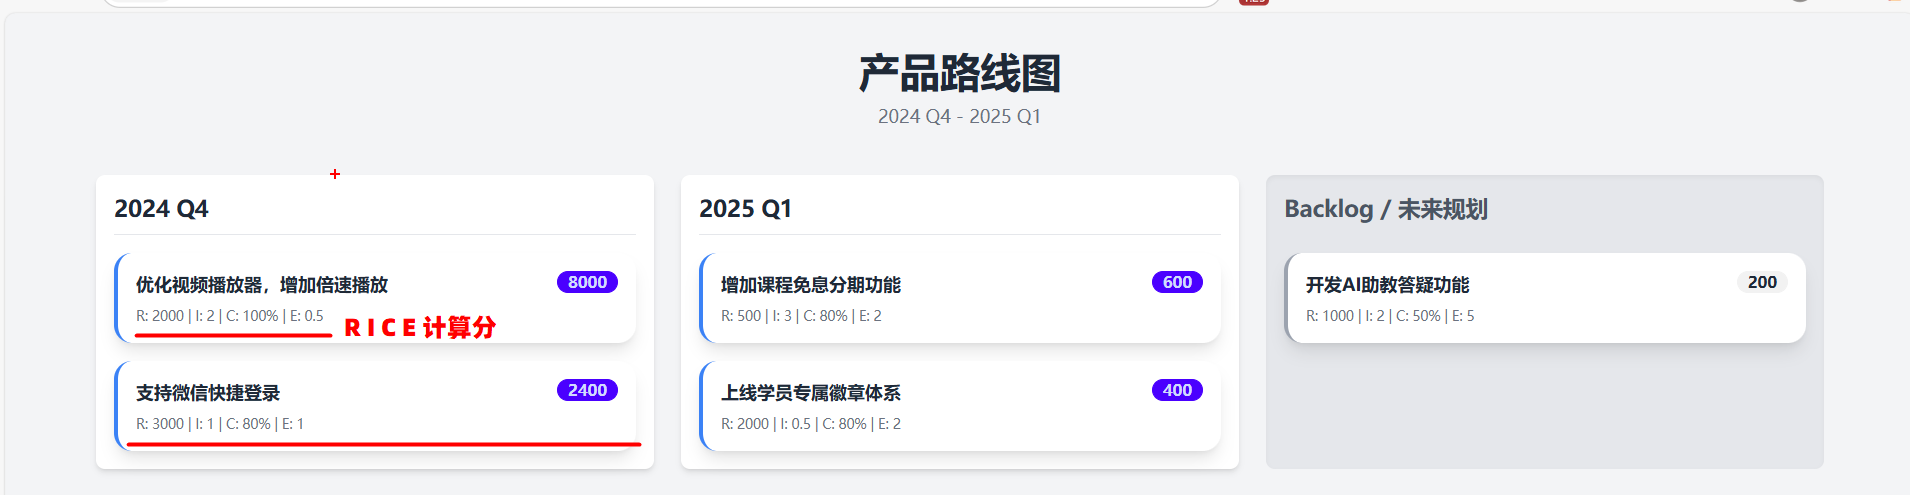 产品路线图
2024 Q4 - 2025 Q1
2024 Q4
优化视频播放器，增加倍速播放
8000
R: 2000 | I: 2 | C: 100% | E: 0.5
RICE 计算分
支持微信快捷登录
2400
R: 3000 | I: 1 | C: 80% | E: 1
2025 Q1
增加课程免息分期功能
600
R: 500 | I: 3 | C: 80% | E: 2
上线学员专属徽章体系
400
R: 2000 | I: 0.5 | C: 80% | E: 2
Backlog / 未来规划
开发AI助教答疑功能
200
R: 1000 | I: 2 | C: 50% | E: 5